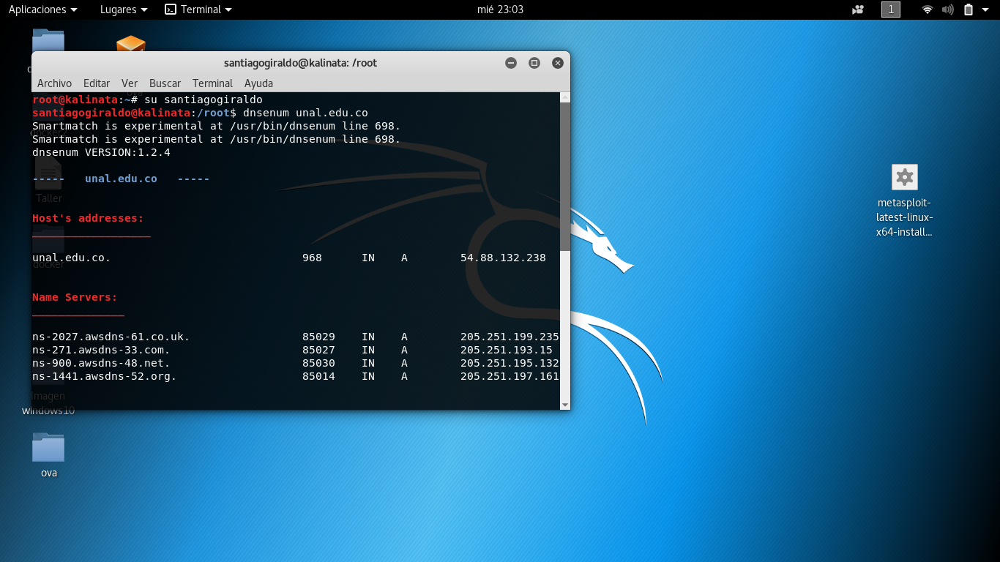 Aplicaciones Lugares Terminal mié 23:03 1
santiagogiraldo@kalinata: /root
Archivo Editar Ver Buscar Terminal Ayuda
root@kalinata:~# su santiagogiraldo
santiagogiraldo@kalinata:/root$ dnsenum unal.edu.co
Smartmatch is experimental at /usr/bin/dnsenum line 698.
Smartmatch is experimental at /usr/bin/dnsenum line 698.
dnsenum VERSION:1.2.4
----- unal.edu.co -----
Host's addresses:
__________________
unal.edu.co. 968 IN A 54.88.132.238
Name Servers:
______________
ns-2027.awsdns-61.co.uk. 85029 IN A 205.251.199.235
ns-271.awsdns-33.com. 85027 IN A 205.251.193.15
ns-900.awsdns-48.net. 85030 IN A 205.251.195.132
ns-1441.awsdns-52.org. 85014 IN A 205.251.197.161
Taller
docker
Imagen
windows10
ova
metasploit-
latest-linux-
x64-install...